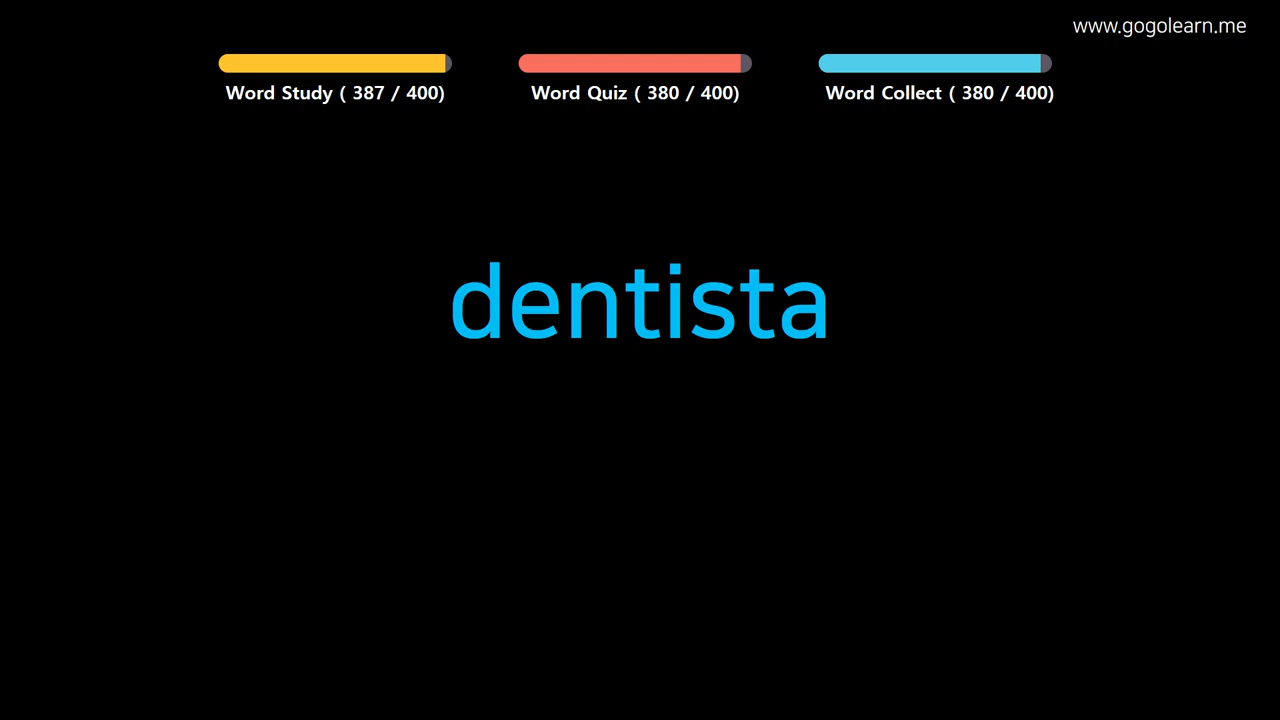 www.gogolearn.me
Word Study ( 387 / 400)
Word Quiz ( 380 / 400)
Word Collect ( 380 / 400)
dentista